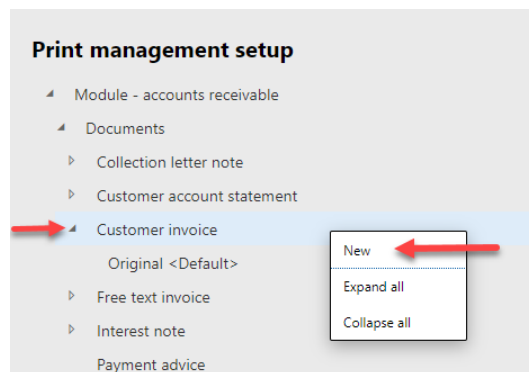 Print management setup
Module - accounts receivable
Documents
Collection letter note
Customer account statement
Customer invoice
New
Original <Default>
Expand all
Free text invoice
Collapse all
Interest note
Payment advice